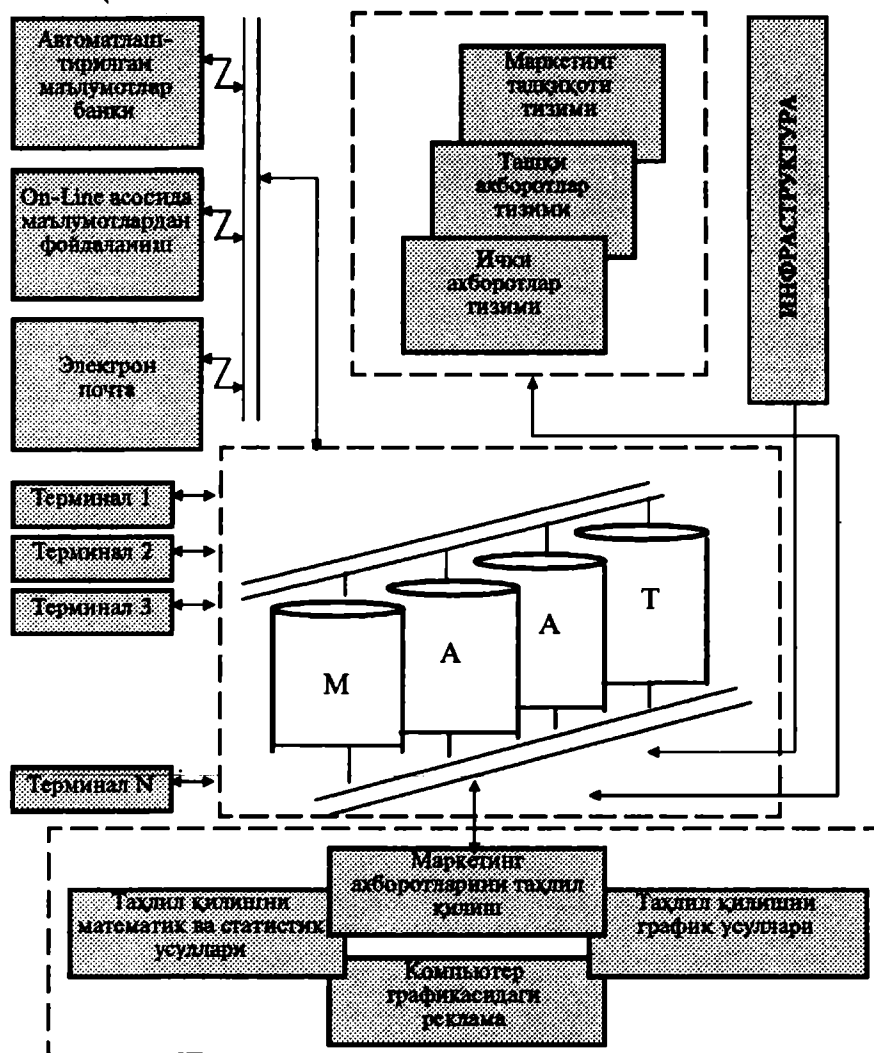 Автоматлаш-
тирилган
маълумотлар
банки
On-Line асосида
маълумотлардан
фойдаланиш
Электрон
почта
Маркетинг
тадқиқоти
тизими
Ташқи
ахборотлар
тизими
Ички
ахборотлар
тизими
ИНФРАСТРУКТУРА
Терминал 1
Терминал 2
Терминал 3
Терминал N
М
А
А
Т
Маркетинг
ахборотларини таҳлил
қилиш
Таҳлил қилишни
математик ва статистик
усуллари
Таҳлил қилишни
график усуллари
Компьютер
графикасидаги
реклама